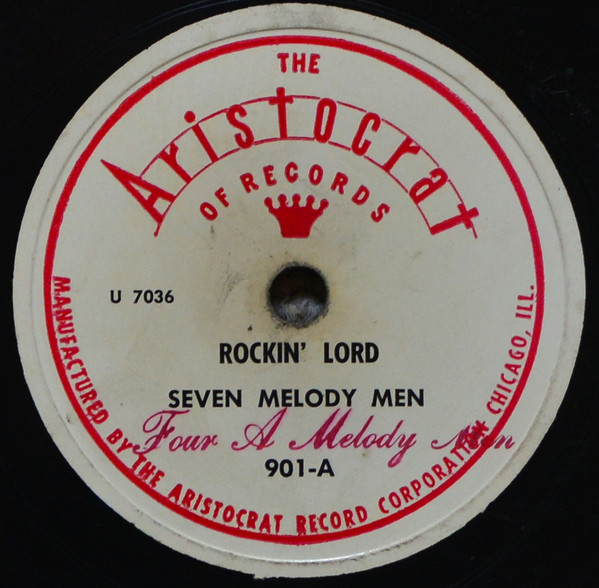 THE
Aristocrat
OF RECORDS
U 7036
ROCKIN' LORD
SEVEN MELODY MEN
Four A Melody Men
901-A
MANUFACTURED BY THE ARISTOCRAT RECORD CORPORATION CHICAGO, ILL.